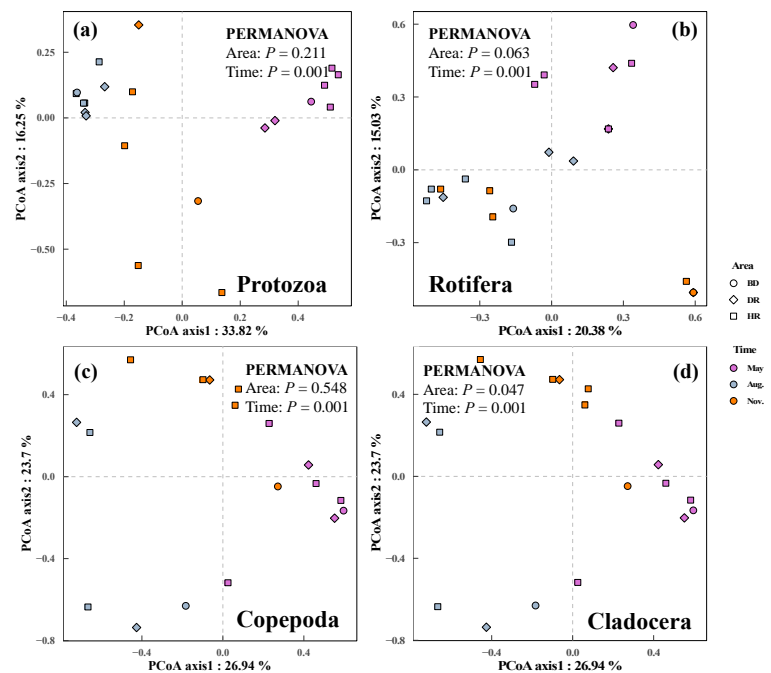 (a)
PERMANOVA
Area: P = 0.211
Time: P = 0.001
0.25
0.00
−0.25
−0.50
PCoA axis2 : 16.25 %
Protozoa
−0.4
−0.2
0.0
0.2
0.4
PCoA axis1 : 33.82 %
(b)
PERMANOVA
Area: P = 0.063
Time: P = 0.001
0.6
0.3
0.0
−0.3
PCoA axis2 : 15.03 %
Rotifera
−0.3
0.0
0.3
0.6
PCoA axis1 : 20.38 %
Area
BD
DR
HR
Time
May
Aug.
Nov.
(c)
PERMANOVA
Area: P = 0.548
Time: P = 0.001
0.4
0.0
−0.4
−0.8
PCoA axis2 : 23.7 %
Copepoda
−0.4
0.0
0.4
PCoA axis1 : 26.94 %
(d)
PERMANOVA
Area: P = 0.047
Time: P = 0.001
0.4
0.0
−0.4
−0.8
PCoA axis2 : 23.7 %
Cladocera
−0.4
0.0
0.4
PCoA axis1 : 26.94 %